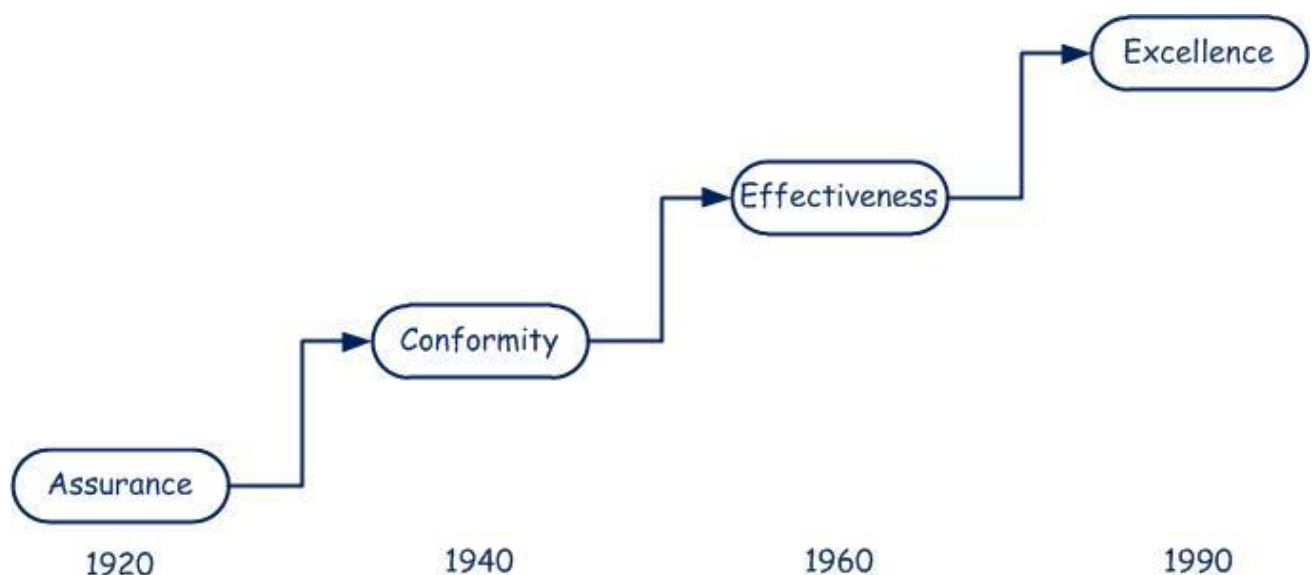 Excellence
Effectiveness
Conformity
Assurance
1920 1940 1960 1990